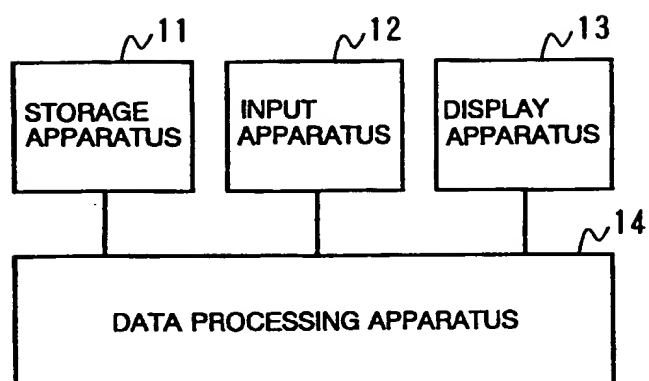 11
12
13
STORAGE
APPARATUS
INPUT
APPARATUS
DISPLAY
APPARATUS
14
DATA PROCESSING APPARATUS